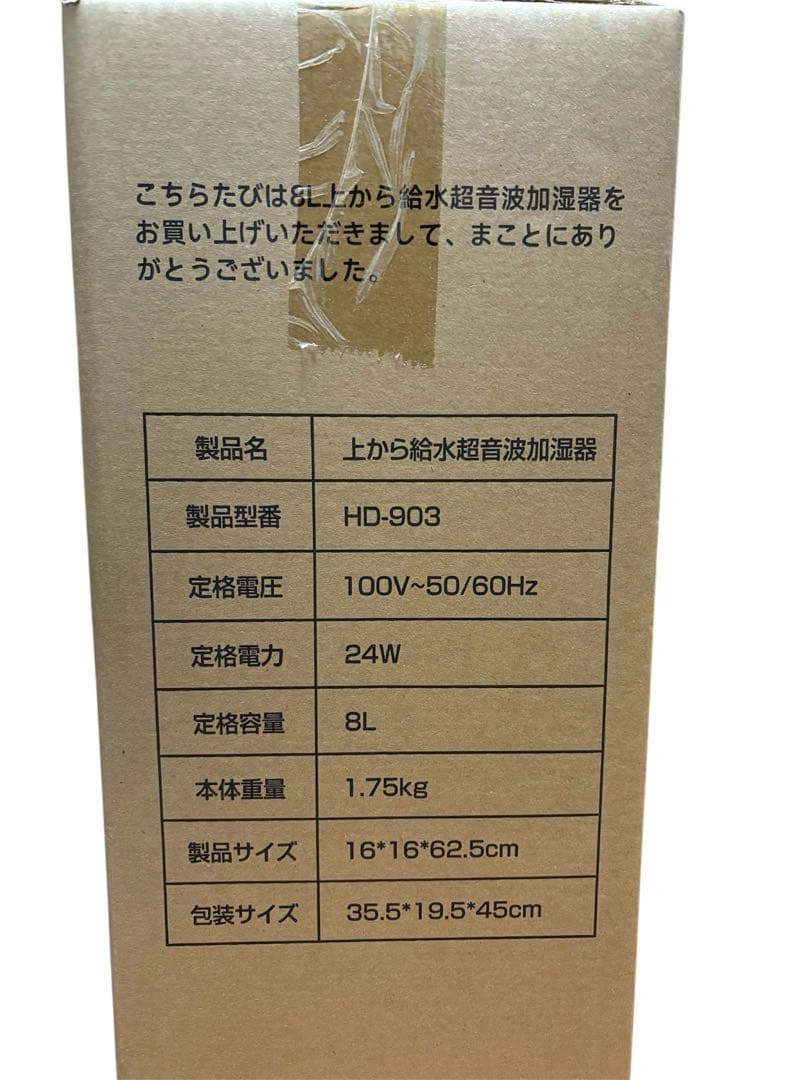 こちらたびは8L上から給水超音波加湿器を
お買い上げいただきまして、まことにあり
がとうございました。
製品名 上から給水超音波加湿器
製品型番 HD-903
定格電圧 100V~50/60Hz
定格電力 24W
定格容量 8L
本体重量 1.75kg
製品サイズ 16*16*62.5cm
包装サイズ 35.5*19.5*45cm